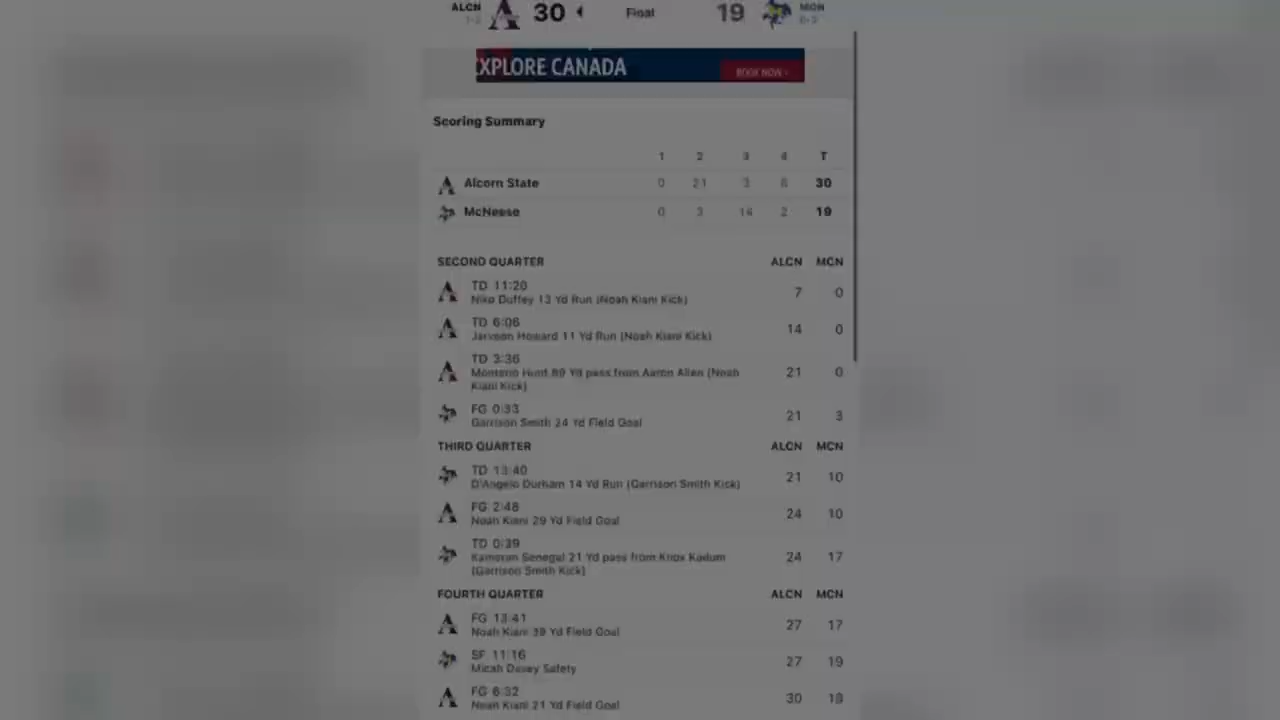 ALCN 30 Final 19 MCN
1-2 0-3
EXPLORE CANADA
BOOK NOW ›
Scoring Summary
1 2 3 4 T
Alcorn State 0 21 3 6 30
McNeese 0 3 14 2 19
SECOND QUARTER ALCN MCN
TD 11:20
Niko Duffey 13 Yd Run (Noah Kiani Kick) 7 0
TD 6:06
Jarveon Howard 11 Yd Run (Noah Kiani Kick) 14 0
TD 3:36
Monterio Hunt 89 Yd pass from Aaron Allen (Noah
Kiani Kick) 21 0
FG 0:33
Garrison Smith 24 Yd Field Goal 21 3
THIRD QUARTER ALCN MCN
TD 13:40
D'Angelo Durham 14 Yd Run (Garrison Smith Kick) 21 10
FG 2:48
Noah Kiani 29 Yd Field Goal 24 10
TD 0:39
Kameran Senegal 21 Yd pass from Knox Kadum
(Garrison Smith Kick) 24 17
FOURTH QUARTER ALCN MCN
FG 13:41
Noah Kiani 39 Yd Field Goal 27 17
SF 11:16
Micah Davey Safety 27 19
FG 6:32
Noah Kiani 21 Yd Field Goal 30 19